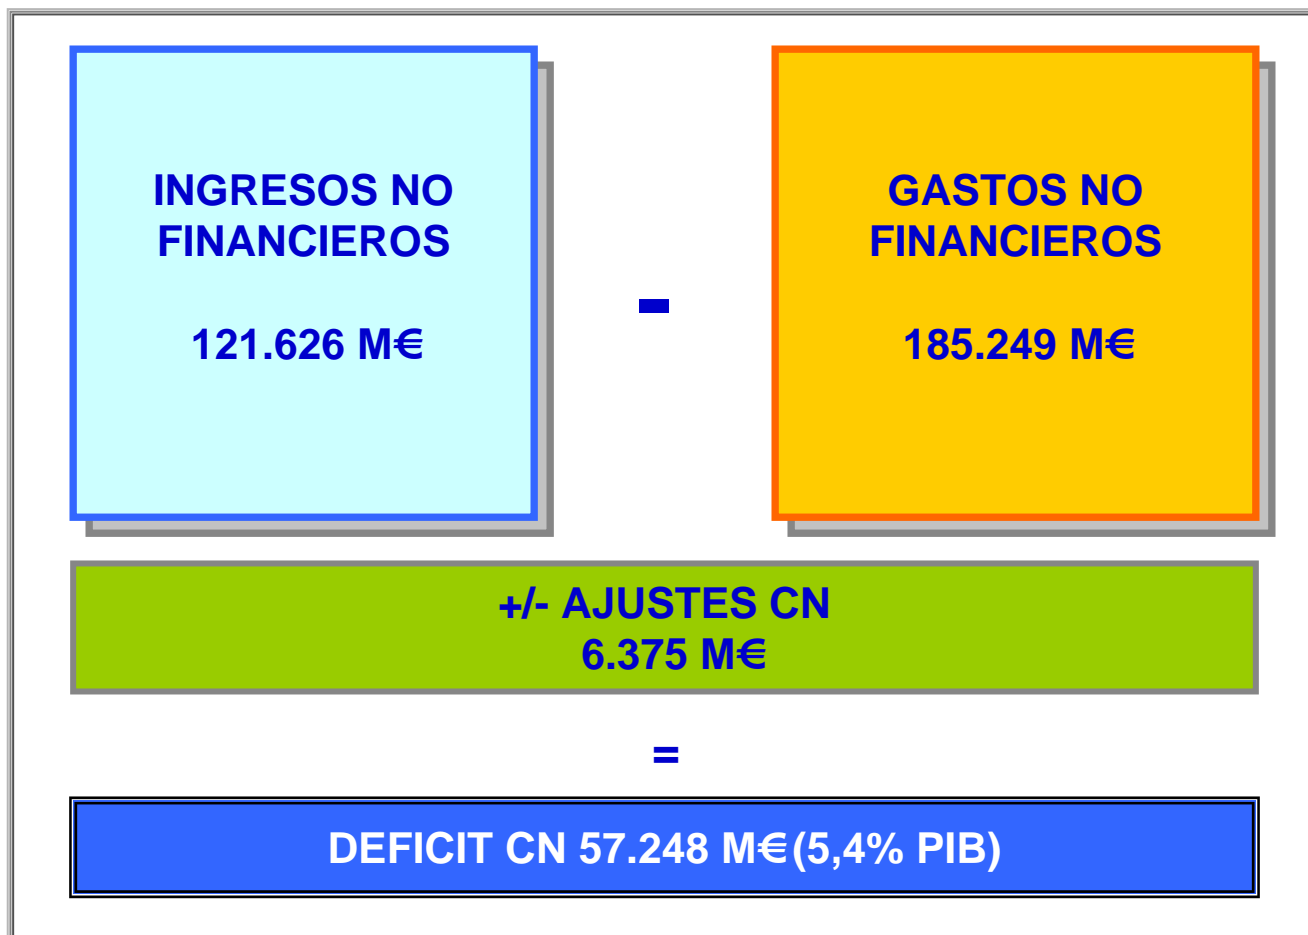 INGRESOS NO
FINANCIEROS
121.626 M€
-
GASTOS NO
FINANCIEROS
185.249 M€
+/- AJUSTES CN
6.375 M€
=
DEFICIT CN 57.248 M€(5,4% PIB)